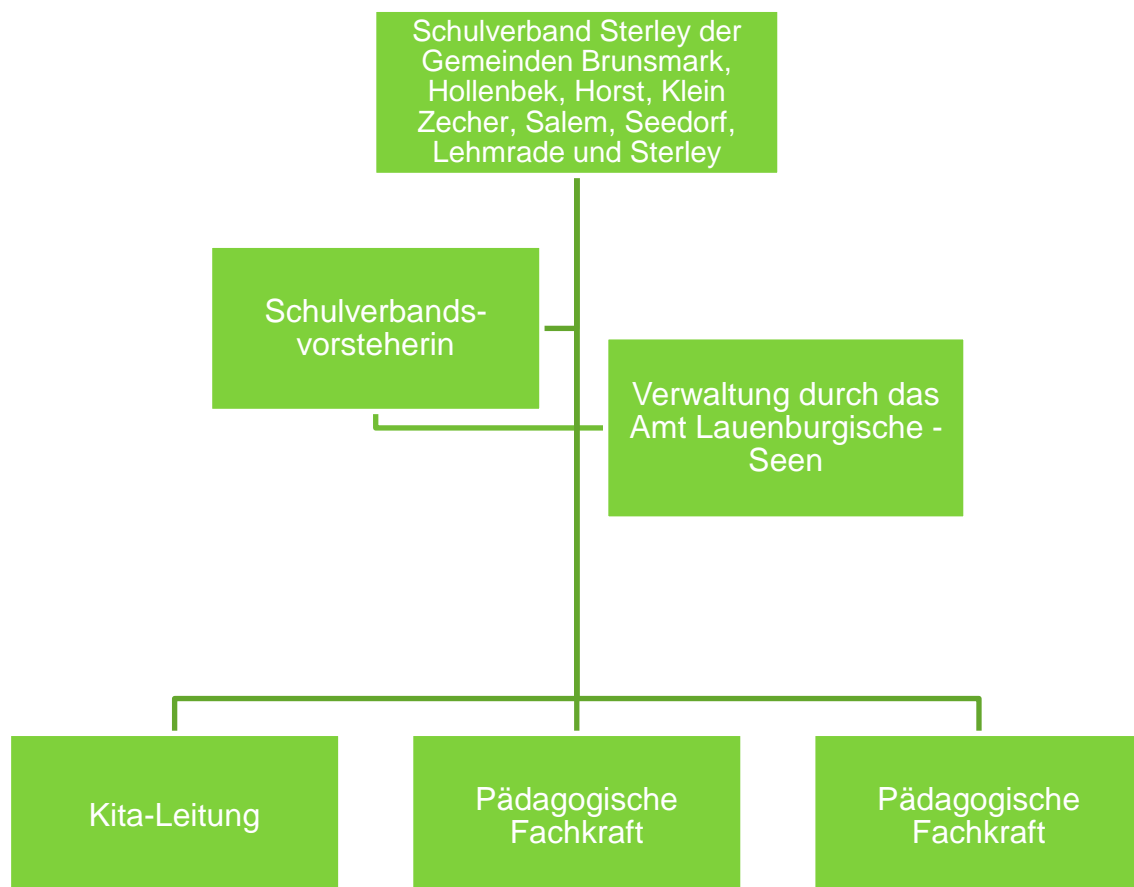 Schulverband Sterley der
Gemeinden Brunsmark,
Hollenbek, Horst, Klein
Zecher, Salem, Seedorf,
Lehmrade und Sterley
Schulverbands-
vorsteherin
Verwaltung durch das
Amt Lauenburgische -
Seen
Kita-Leitung
Pädagogische
Fachkraft
Pädagogische
Fachkraft